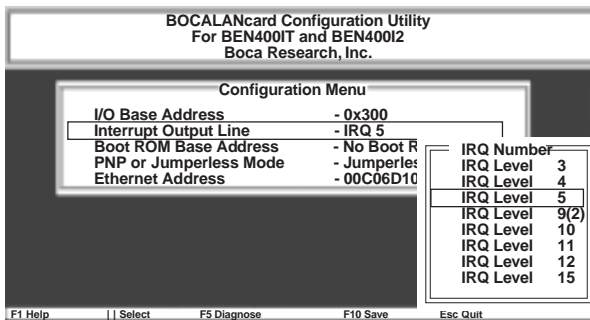 BOCALANcard Configuration Utility
For BEN400IT and BEN400I2
Boca Research, Inc.
Configuration Menu
I/O Base Address - 0x300
Interrupt Output Line - IRQ 5
Boot ROM Base Address - No Boot R
PNP or Jumperless Mode - Jumperles
Ethernet Address - 00C06D10
IRQ Number
IRQ Level 3
IRQ Level 4
IRQ Level 5
IRQ Level 9(2)
IRQ Level 10
IRQ Level 11
IRQ Level 12
IRQ Level 15
F1 Help | | Select F5 Diagnose F10 Save Esc Quit